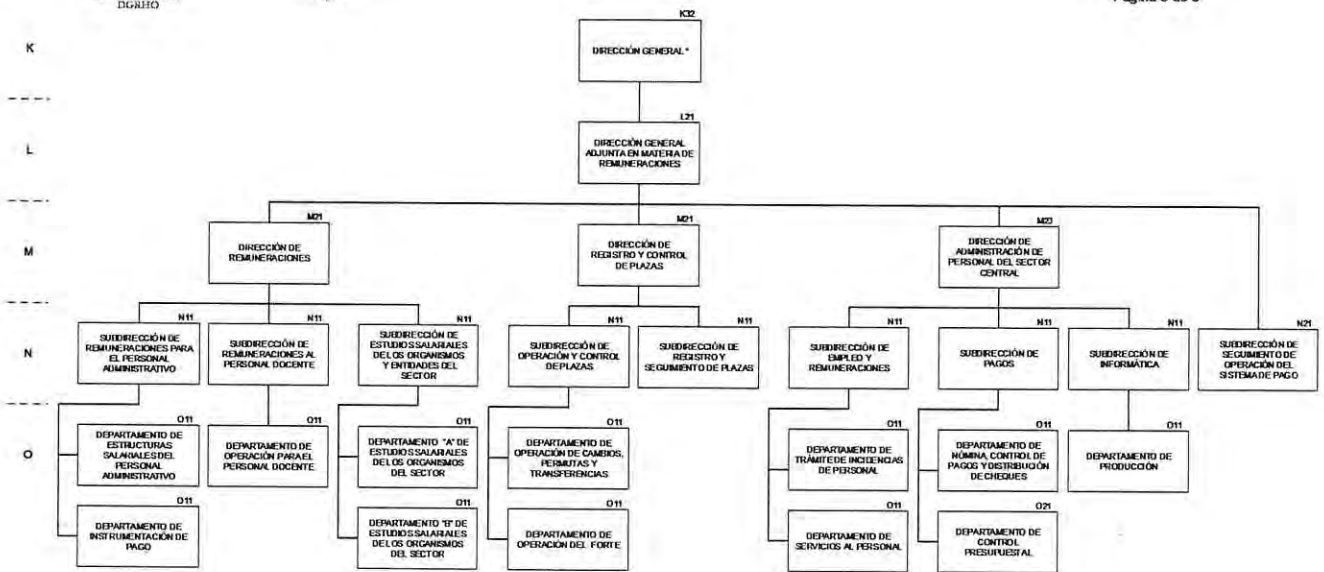 DGRHO
K32
K
DIRECCIÓN GENERAL*
L21
L
DIRECCIÓN GENERAL
ADJUNTA EN MATERIA DE
REMUNERACIONES
M21
M21
M23
M
DIRECCIÓN DE
REMUNERACIONES
DIRECCIÓN DE
REGISTRO Y CONTROL
DE PLAZAS
DIRECCIÓN DE
ADMINISTRACIÓN DE
PERSONAL DEL SECTOR
CENTRAL
N
N11
SUBDIRECCIÓN DE
REMUNERACIONES PARA
EL PERSONAL
ADMINISTRATIVO
N11
SUBDIRECCIÓN DE
REMUNERACIONES AL
PERSONAL DOCENTE
N11
SUBDIRECCIÓN DE
ESTUDIOS SALARIALES
DE LOS ORGANISMOS
Y ENTIDADES DEL
SECTOR
N11
SUBDIRECCIÓN DE
OPERACIÓN Y CONTROL
DE PLAZAS
N11
SUBDIRECCIÓN DE
REGISTRO Y
SEGUIMIENTO DE PLAZAS
N11
SUBDIRECCIÓN DE
EMPLEO Y
REMUNERACIONES
N11
SUBDIRECCIÓN DE
PAGOS
N11
SUBDIRECCIÓN DE
INFORMÁTICA
N21
SUBDIRECCIÓN DE
SEGUIMIENTO DE
OPERACIÓN DEL
SISTEMA DE PAGO
O
O11
DEPARTAMENTO DE
ESTRUCTURAS
SALARIALES DEL
PERSONAL
ADMINISTRATIVO
O11
DEPARTAMENTO DE
OPERACIÓN PARA EL
PERSONAL DOCENTE
O11
DEPARTAMENTO "A" DE
ESTUDIOS SALARIALES
DE LOS ORGANISMOS
DEL SECTOR
O11
DEPARTAMENTO DE
OPERACIÓN DE CAMBIOS,
PERMUTAS Y
TRANSFERENCIAS
O11
DEPARTAMENTO DE
TRÁMITE DE INCIDENCIAS
DE PERSONAL
O11
DEPARTAMENTO DE
NÓMINA, CONTROL DE
PAGOS Y DISTRIBUCIÓN
DE CHEQUES
O11
DEPARTAMENTO DE
PRODUCCIÓN
O11
DEPARTAMENTO DE
INSTRUMENTACIÓN DE
PAGO
O11
DEPARTAMENTO "B" DE
ESTUDIOS SALARIALES
DE LOS ORGANISMOS
DEL SECTOR
O11
DEPARTAMENTO DE
OPERACIÓN DEL FORTE
O11
DEPARTAMENTO DE
SERVICIOS AL PERSONAL
O21
DEPARTAMENTO DE
CONTROL
PRESUPUESTAL